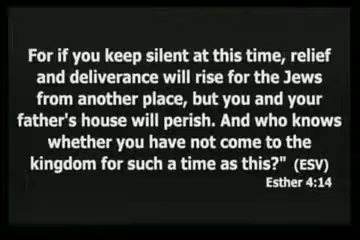 For if you keep silent at this time, relief
and deliverance will rise for the Jews
from another place, but you and your
father's house will perish. And who knows
whether you have not come to the
kingdom for such a time as this?" (ESV)
Esther 4:14